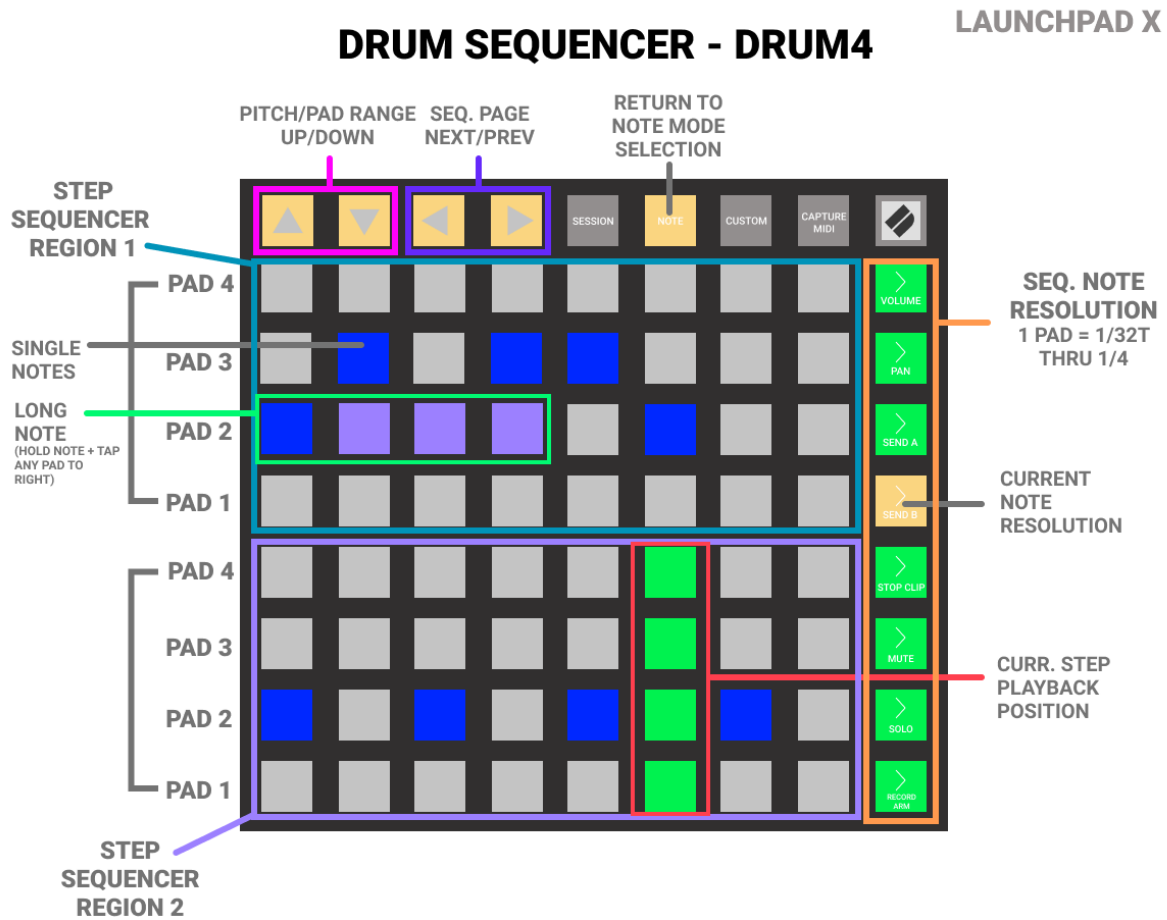 LAUNCHPAD X
DRUM SEQUENCER - DRUM4
PITCH/PAD RANGE
UP/DOWN
SEQ. PAGE
NEXT/PREV
RETURN TO
NOTE MODE
SELECTION
STEP
SEQUENCER
REGION 1
SESSION
NOTE
CUSTOM
CAPTURE
MIDI
PAD 4
VOLUME
SEQ. NOTE
RESOLUTION
1 PAD = 1/32T
THRU 1/4
SINGLE
NOTES
PAD 3
PAN
LONG
NOTE
(HOLD NOTE + TAP
ANY PAD TO
RIGHT)
PAD 2
SEND A
PAD 1
SEND B
CURRENT
NOTE
RESOLUTION
PAD 4
STOP CLIP
PAD 3
MUTE
CURR. STEP
PLAYBACK
POSITION
PAD 2
SOLO
PAD 1
RECORD
ARM
STEP
SEQUENCER
REGION 2